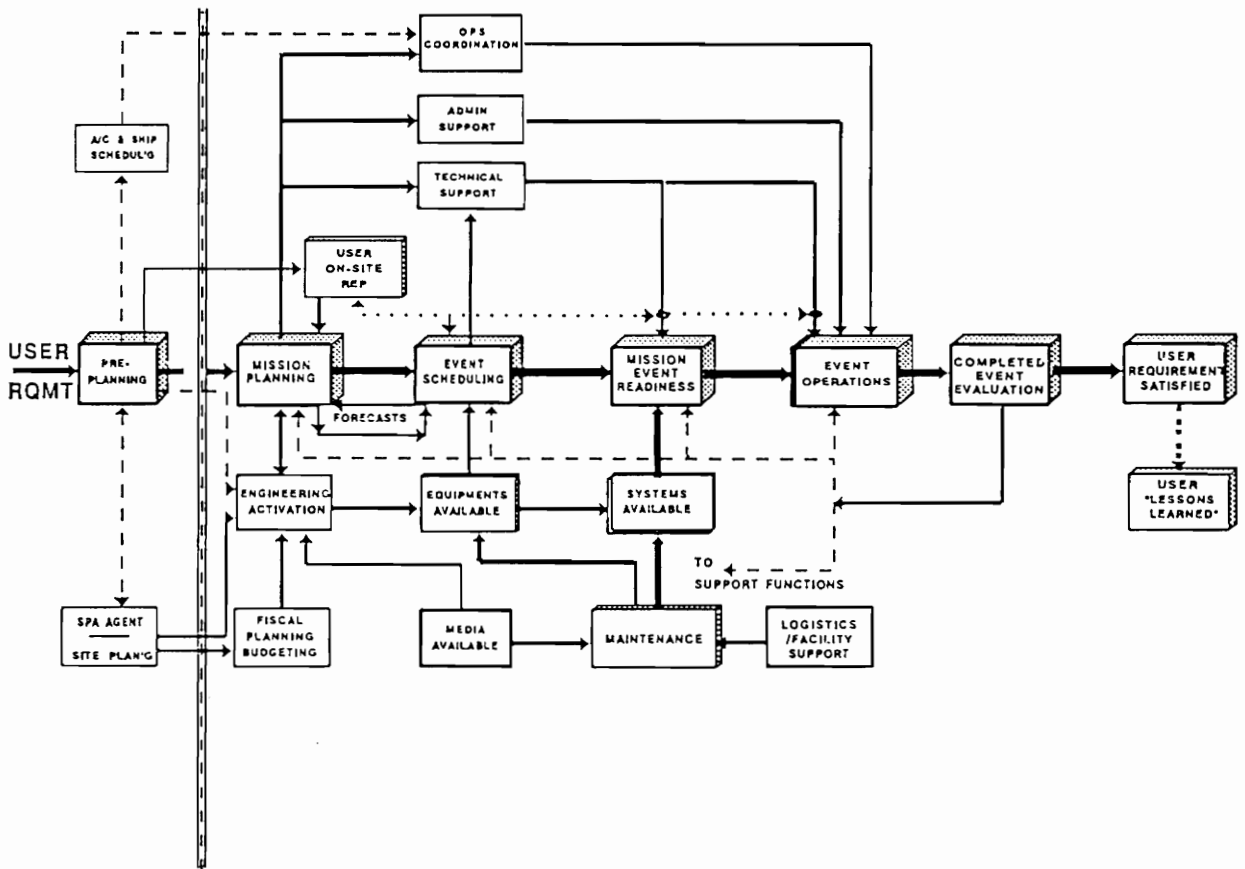 OPS
COORDINATION
ADMIN
SUPPORT
A/C & SHIP
SCHEDUL'G
TECHNICAL
SUPPORT
USER
ON-SITE
REP
USER
RQMT
PRE-
PLANNING
MISSION
PLANNING
EVENT
SCHEDULING
MISSION
EVENT
READINESS
EVENT
OPERATIONS
COMPLETED
EVENT
EVALUATION
USER
REQUIREMENT
SATISFIED
FORECASTS
ENGINEERING
ACTIVATION
EQUIPMENTS
AVAILABLE
SYSTEMS
AVAILABLE
USER
"LESSONS
LEARNED"
TO
SUPPORT FUNCTIONS
SPA AGENT
SITE PLAN'G
FISCAL
PLANNING
BUDGETING
MEDIA
AVAILABLE
MAINTENANCE
LOGISTICS
/FACILITY
SUPPORT